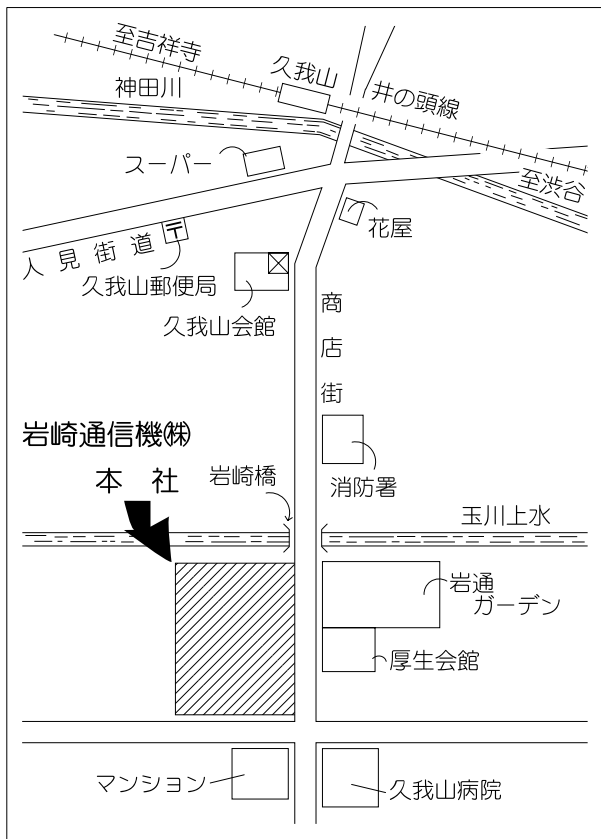 至吉祥寺
久我山
神田川
井の頭線
スーパー
至渋谷
花屋
人見街道
〒
久我山郵便局
久我山会館
商店街
岩崎通信機㈱
本 社
岩崎橋
消防署
玉川上水
岩通
ガーデン
厚生会館
マンション
久我山病院